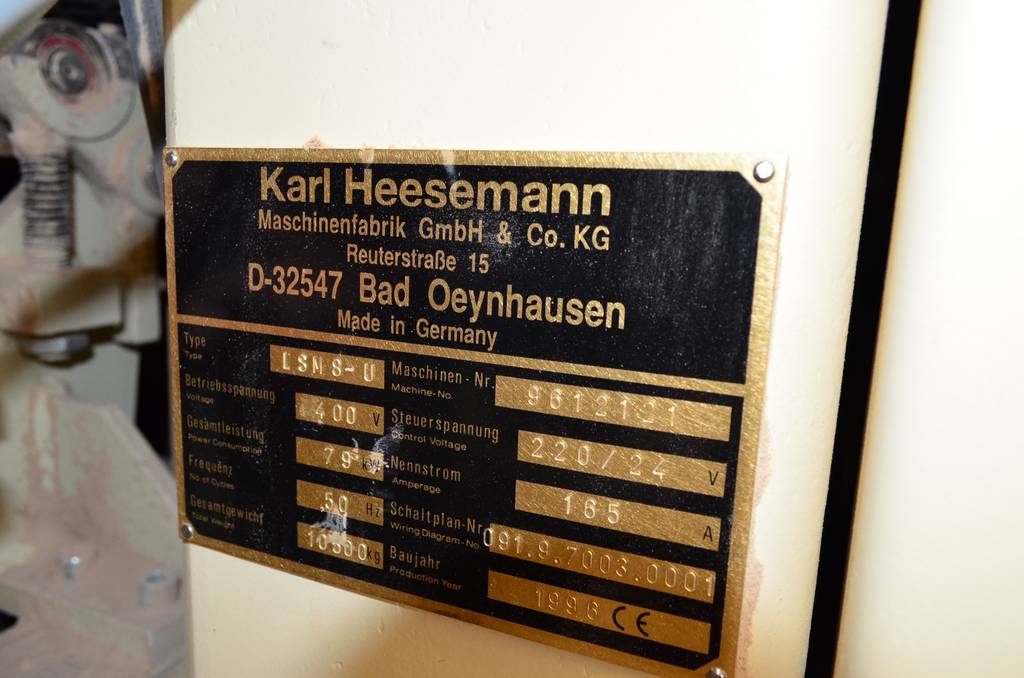 Karl Heesemann
Maschinenfabrik GmbH & Co. KG
Reuterstraße 15
D-32547 Bad Oeynhausen
Made in Germany
Type LSM8-U Maschinen-Nr. 9612121
Type Machine-No.
Betriebsspannung 400 V Steuerspannung 220/24 V
Voltage Control Voltage
Gesamtleistung 79 kW Nennstrom 165 A
Power Consumption Amperage
Frequenz 50 Hz Schaltplan-Nr. 091.9.7003.0001
No of Cycles Wiring Diagram-No.
Gesamtgewicht 10500 kg Baujahr 1996 CE
Total Weight Production Year